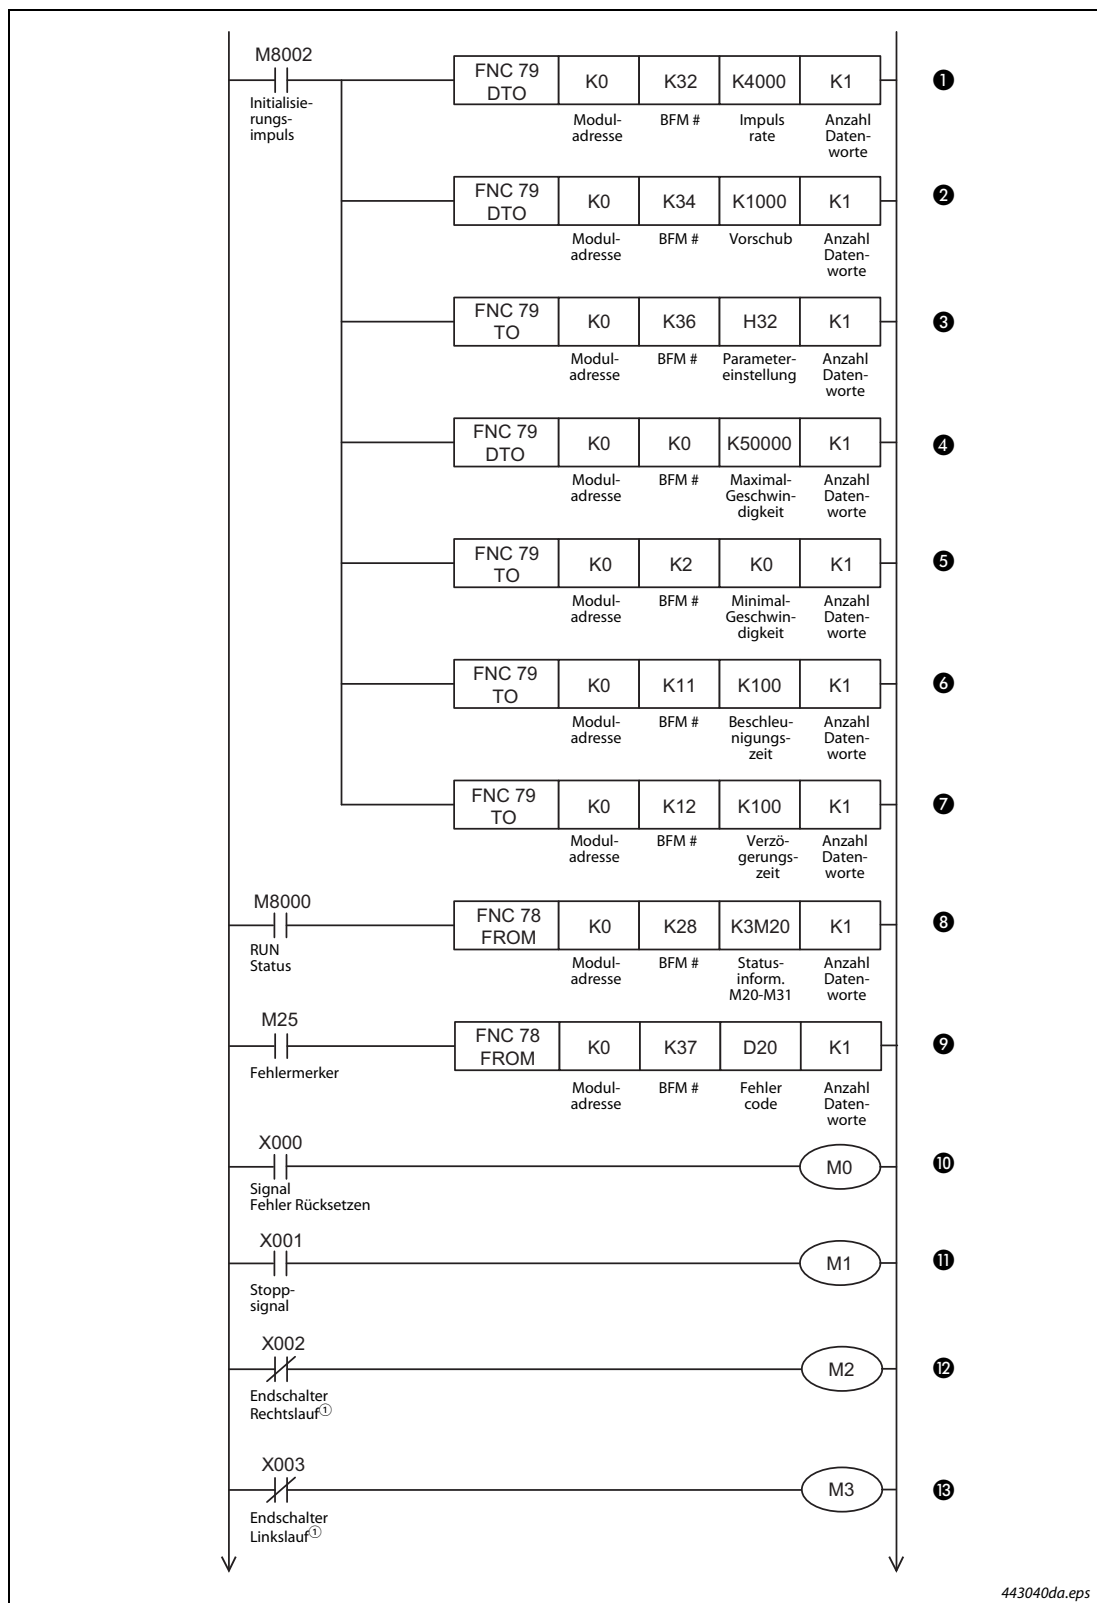 M8002
Initialisie-
rungs-
impuls
FNC 79
DTO
K0
K32
K4000
K1
❶
Modul-
adresse
BFM #
Impuls
rate
Anzahl
Daten-
worte
FNC 79
DTO
K0
K34
K1000
K1
❷
Modul-
adresse
BFM #
Vorschub
Anzahl
Daten-
worte
FNC 79
TO
K0
K36
H32
K1
❸
Modul-
adresse
BFM #
Parameter-
einstellung
Anzahl
Daten-
worte
FNC 79
DTO
K0
K0
K50000
K1
❹
Modul-
adresse
BFM #
Maximal-
Geschwin-
digkeit
Anzahl
Daten-
worte
FNC 79
TO
K0
K2
K0
K1
❺
Modul-
adresse
BFM #
Minimal-
Geschwin-
digkeit
Anzahl
Daten-
worte
FNC 79
TO
K0
K11
K100
K1
❻
Modul-
adresse
BFM #
Beschleu-
nigungs-
zeit
Anzahl
Daten-
worte
FNC 79
TO
K0
K12
K100
K1
❼
Modul-
adresse
BFM #
Verzö-
gerungs-
zeit
Anzahl
Daten-
worte
M8000
RUN
Status
FNC 78
FROM
K0
K28
K3M20
K1
❽
Modul-
adresse
BFM #
Status-
inform.
M20-M31
Anzahl
Daten-
worte
M25
Fehlermerker
FNC 78
FROM
K0
K37
D20
K1
❾
Modul-
adresse
BFM #
Fehler
code
Anzahl
Daten-
worte
X000
Signal
Fehler Rücksetzen
M0
❿
X001
Stopp-
signal
M1
⓫
X002
Endschalter
Rechtslauf①
M2
⓬
X003
Endschalter
Linkslauf①
M3
⓭
443040da.eps